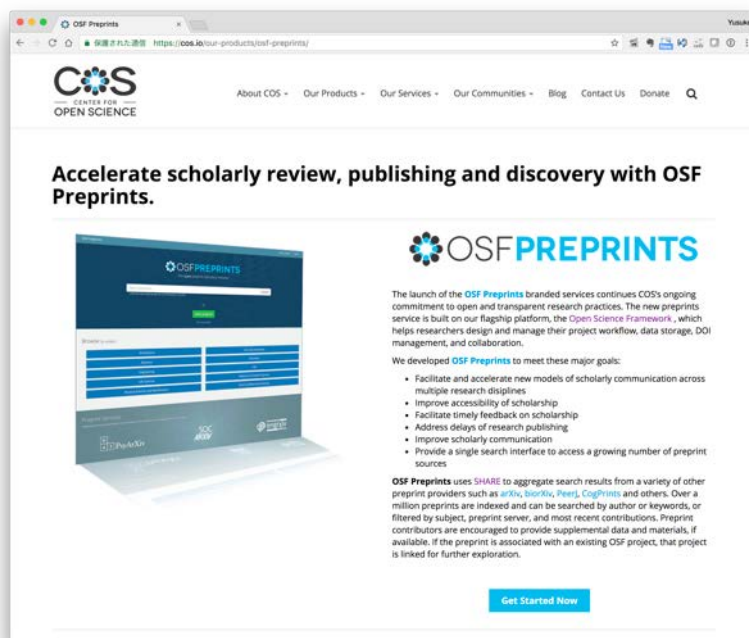 OSF Preprints
Yusuke
保護された通信 https://cos.io/our-products/osf-preprints/
COS
CENTER FOR
OPEN SCIENCE
About COS Our Products Our Services Our Communities Blog Contact Us Donate
Accelerate scholarly review, publishing and discovery with OSF
Preprints.
OSFPREPRINTS
OSFPREPRINTS
The launch of the OSF Preprints branded services continues COS's ongoing
commitment to open and transparent research practices. The new preprints
service is built on our flagship platform, the Open Science Framework , which
helps researchers design and manage their project workflow, data storage, DOI
management, and collaboration.
We developed OSF Preprints to meet these major goals:
• Facilitate and accelerate new models of scholarly communication across
multiple research disiplines
• Improve accessibility of scholarship
• Facilitate timely feedback on scholarship
• Address delays of research publishing
• Improve scholarly communication
• Provide a single search interface to access a growing number of preprint
sources
OSF Preprints uses SHARE to aggregate search results from a variety of other
preprint providers such as arXiv, biorXiv, PeerJ, CogPrints and others. Over a
million preprints are indexed and can be searched by author or keywords, or
filtered by subject, preprint server, and most recent contributions. Preprint
contributors are encouraged to provide supplemental data and materials, if
available. If the preprint is associated with an existing OSF project, that project
is linked for further exploration.
PsyArXiv
SOC
ARXIV
engrxiv
Get Started Now